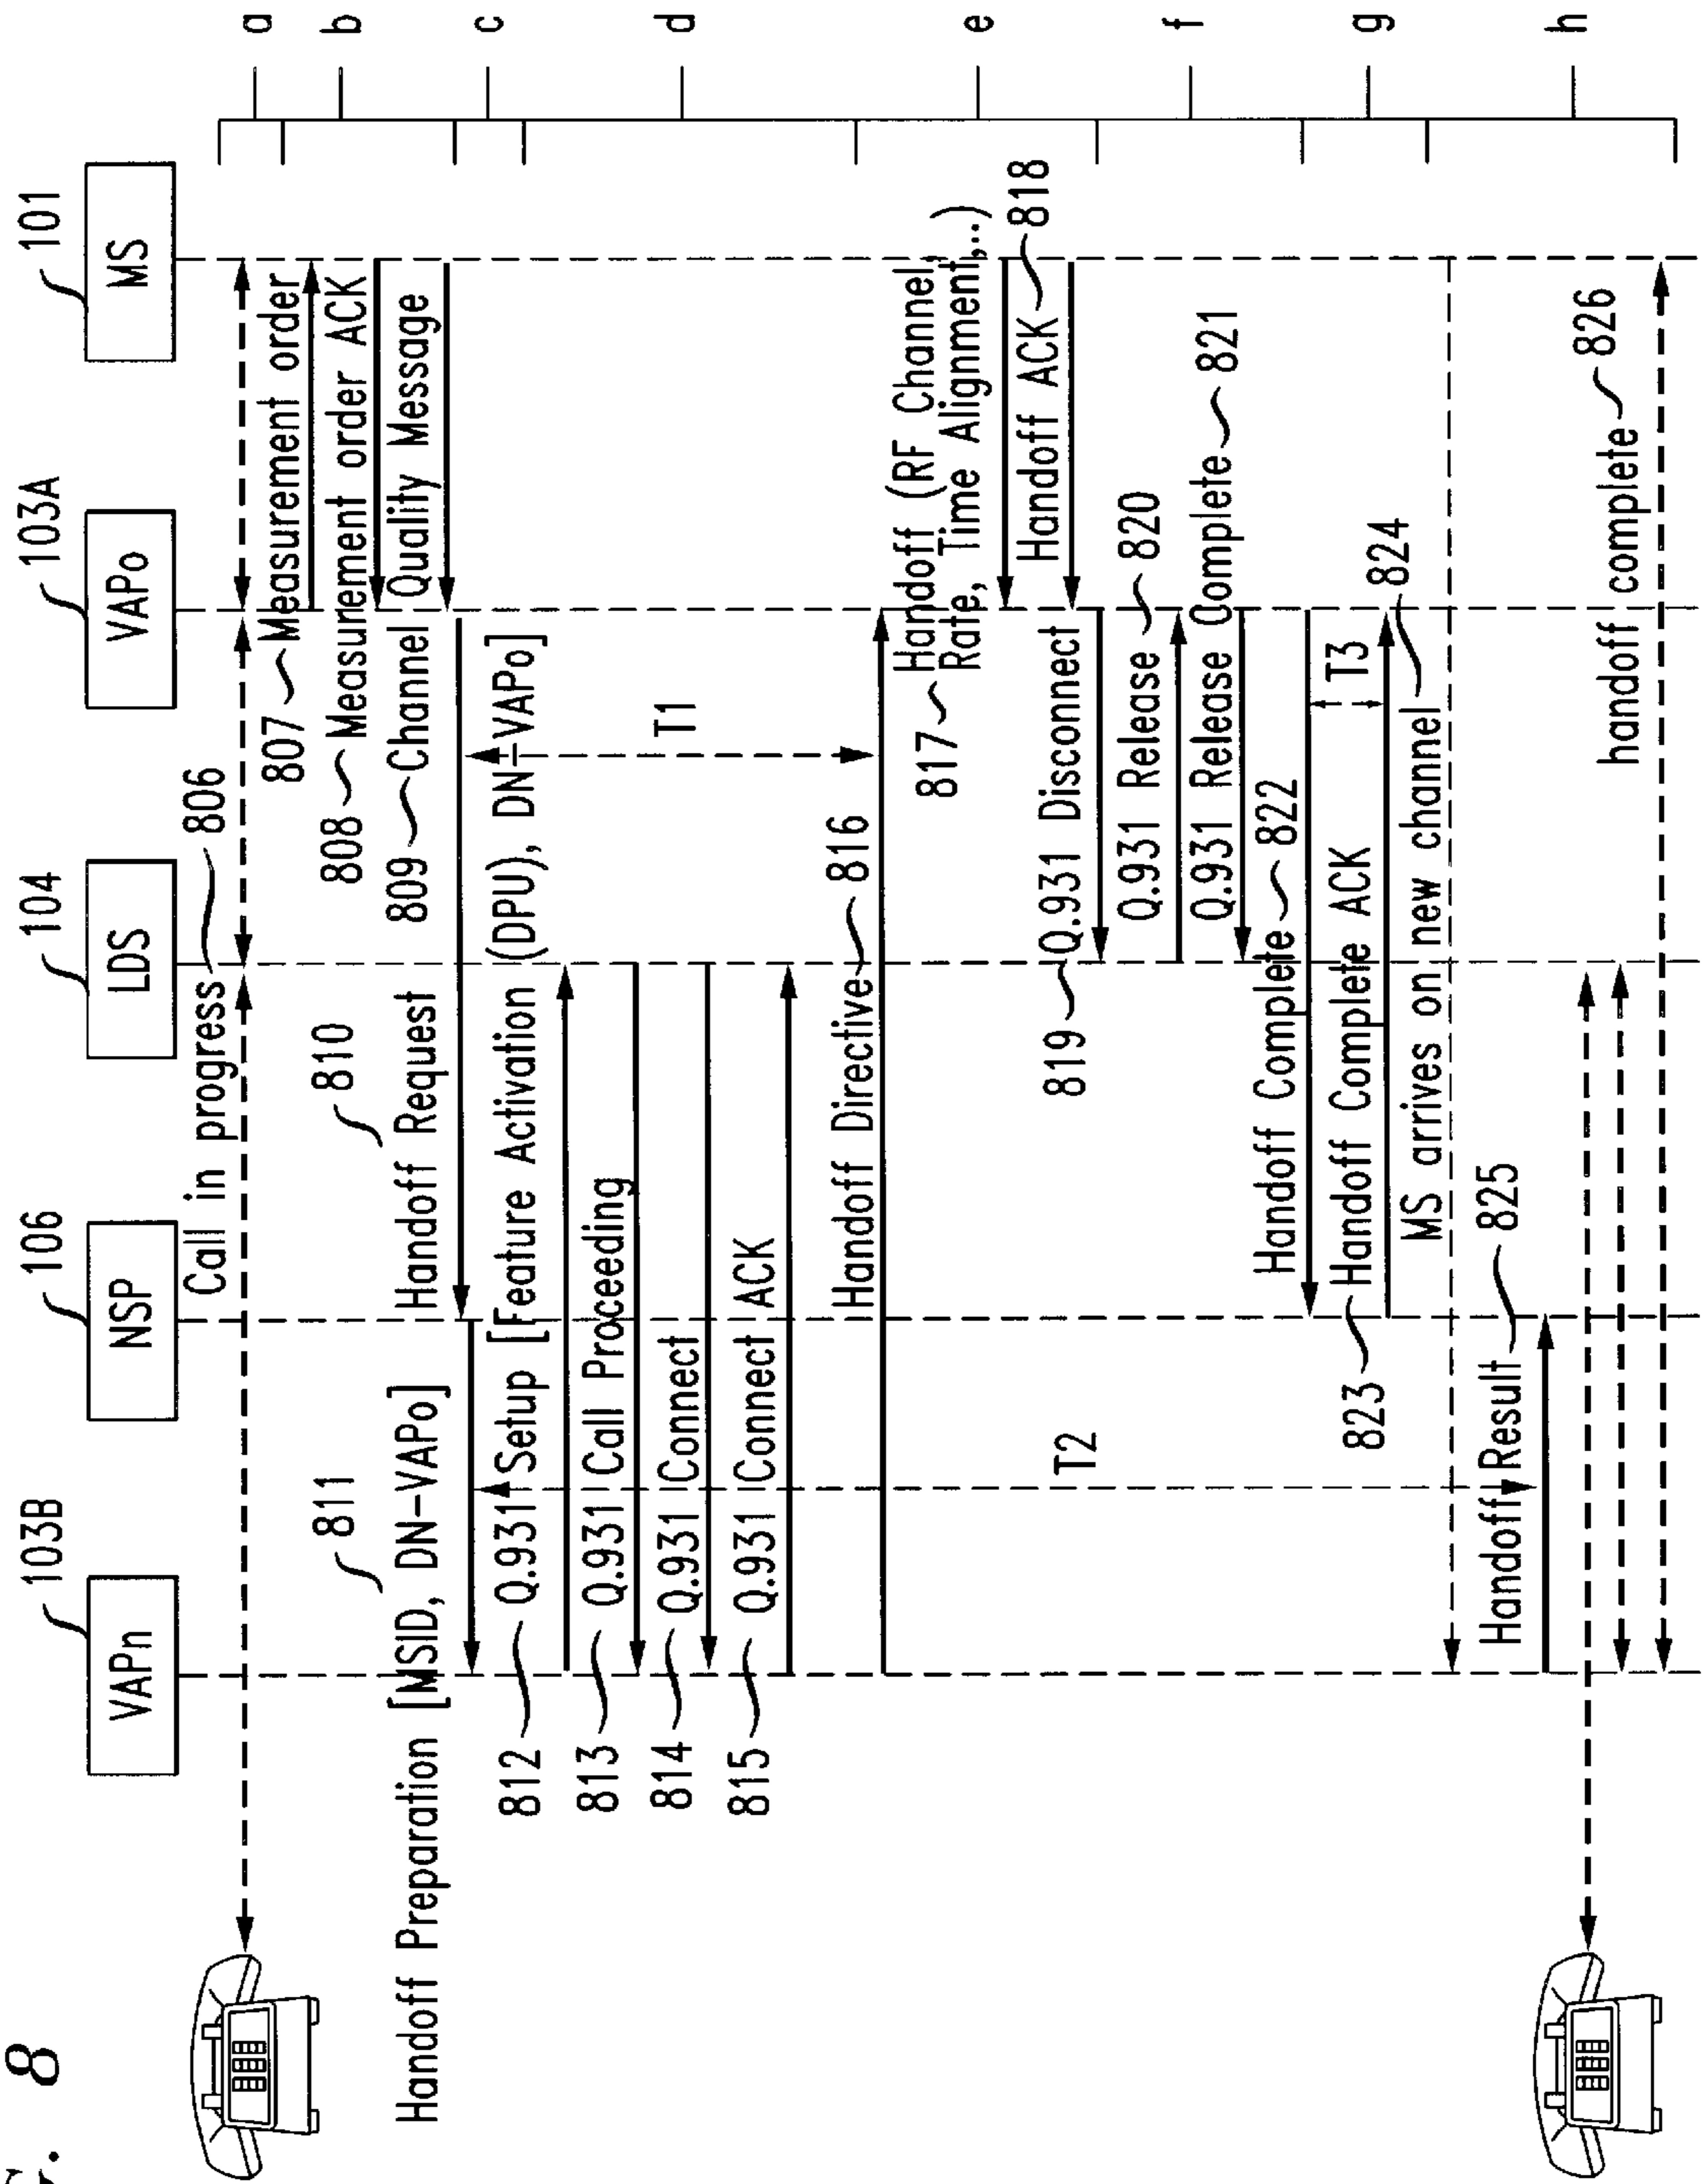 G. 8
103B
106
104
103A
101
VAPn
NSP
LDS
VAPo
MS
Call in progress 806
807 Measurement order
808 Measurement order ACK
809 Channel Quality Message
810
Handoff Request
811
Handoff Preparation [MSID, DN-VAPo]
812 Q.931 Setup [Feature Activation (DPU), DN-VAPo]
813 Q.931 Call Proceeding
814 Q.931 Connect
815 Q.931 Connect ACK
T1
Handoff Directive 816
817 Handoff (RF Channel,
Rate, Time Alignment,..)
Handoff ACK 818
819 Q.931 Disconnect
Q.931 Release 820
Q.931 Release Complete 821
Handoff Complete 822
T2
T3
823 Handoff Complete ACK
MS arrives on new channel 824
Handoff Result 825
handoff complete 826
a
b
c
d
e
f
g
h